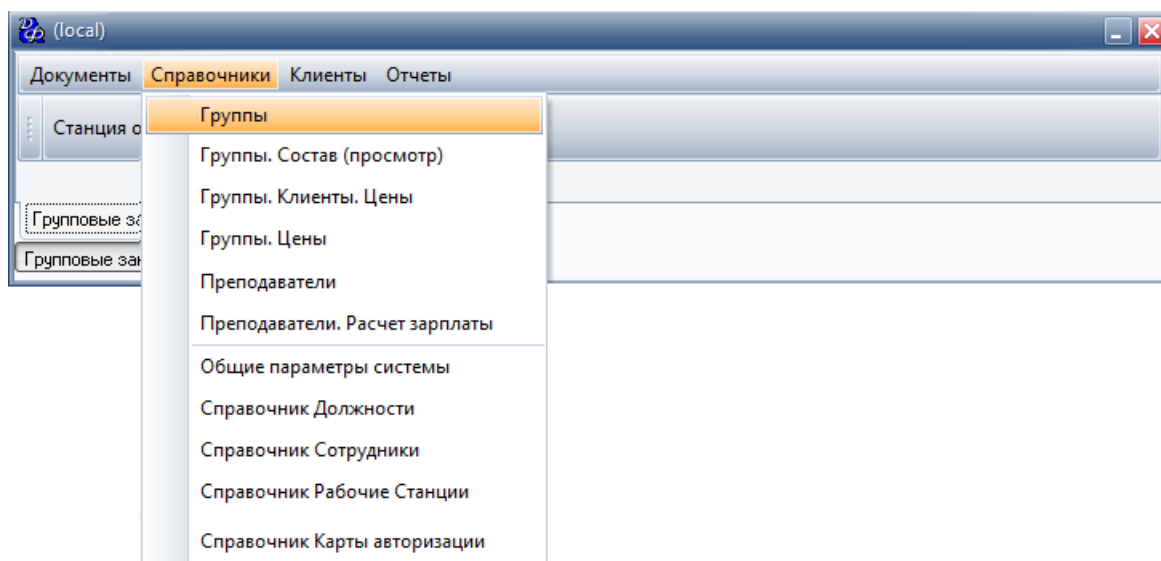 (local)
Документы Справочники Клиенты Отчеты
Станция о
Группы
Группы. Состав (просмотр)
Группы. Клиенты. Цены
Группы. Цены
Преподаватели
Преподаватели. Расчет зарплаты
Общие параметры системы
Справочник Должности
Справочник Сотрудники
Справочник Рабочие Станции
Справочник Карты авторизации
Групповые за
Групповые зан